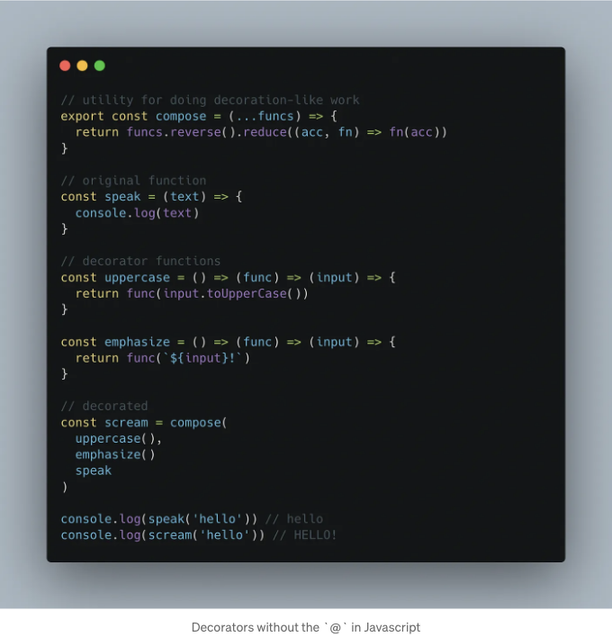 // utility for doing decoration-like work
export const compose = (...funcs) => {
  return funcs.reverse().reduce((acc, fn) => fn(acc))
}

// original function
const speak = (text) => {
  console.log(text)
}

// decorator functions
const uppercase = () => (func) => (input) => {
  return func(input.toUpperCase())
}

const emphasize = () => (func) => (input) => {
  return func(`${input}!`)
}

// decorated
const scream = compose(
  uppercase(),
  emphasize()
  speak
)

console.log(speak('hello')) // hello
console.log(scream('hello')) // HELLO!
Decorators without the `@` in Javascript